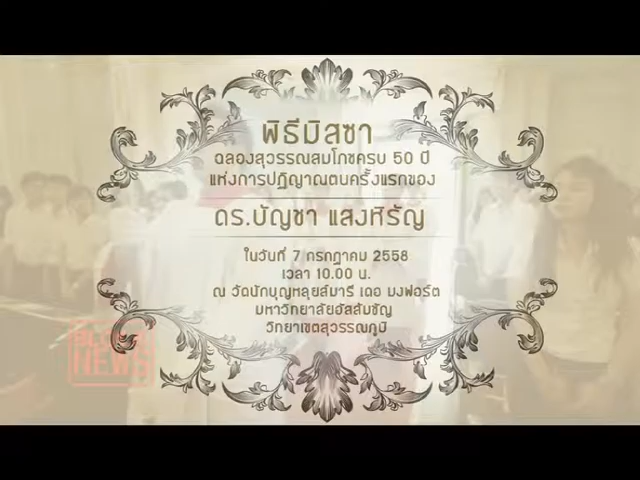 พิธีมิสซา
ฉลองสุวรรณสมโภชครบ 50 ปี
แห่งการปฏิญาณตนครั้งแรกของ
ดร.บัญชา แสงหิรัญ
ในวันที่ 7 กรกฎาคม 2558
เวลา 10.00 น.
ณ วัดนักบุญหลุยส์มารี เดอ มงฟอร์ต
มหาวิทยาลัยอัสสัมชัญ
วิทยาเขตสุวรรณภูมิ
NEWS